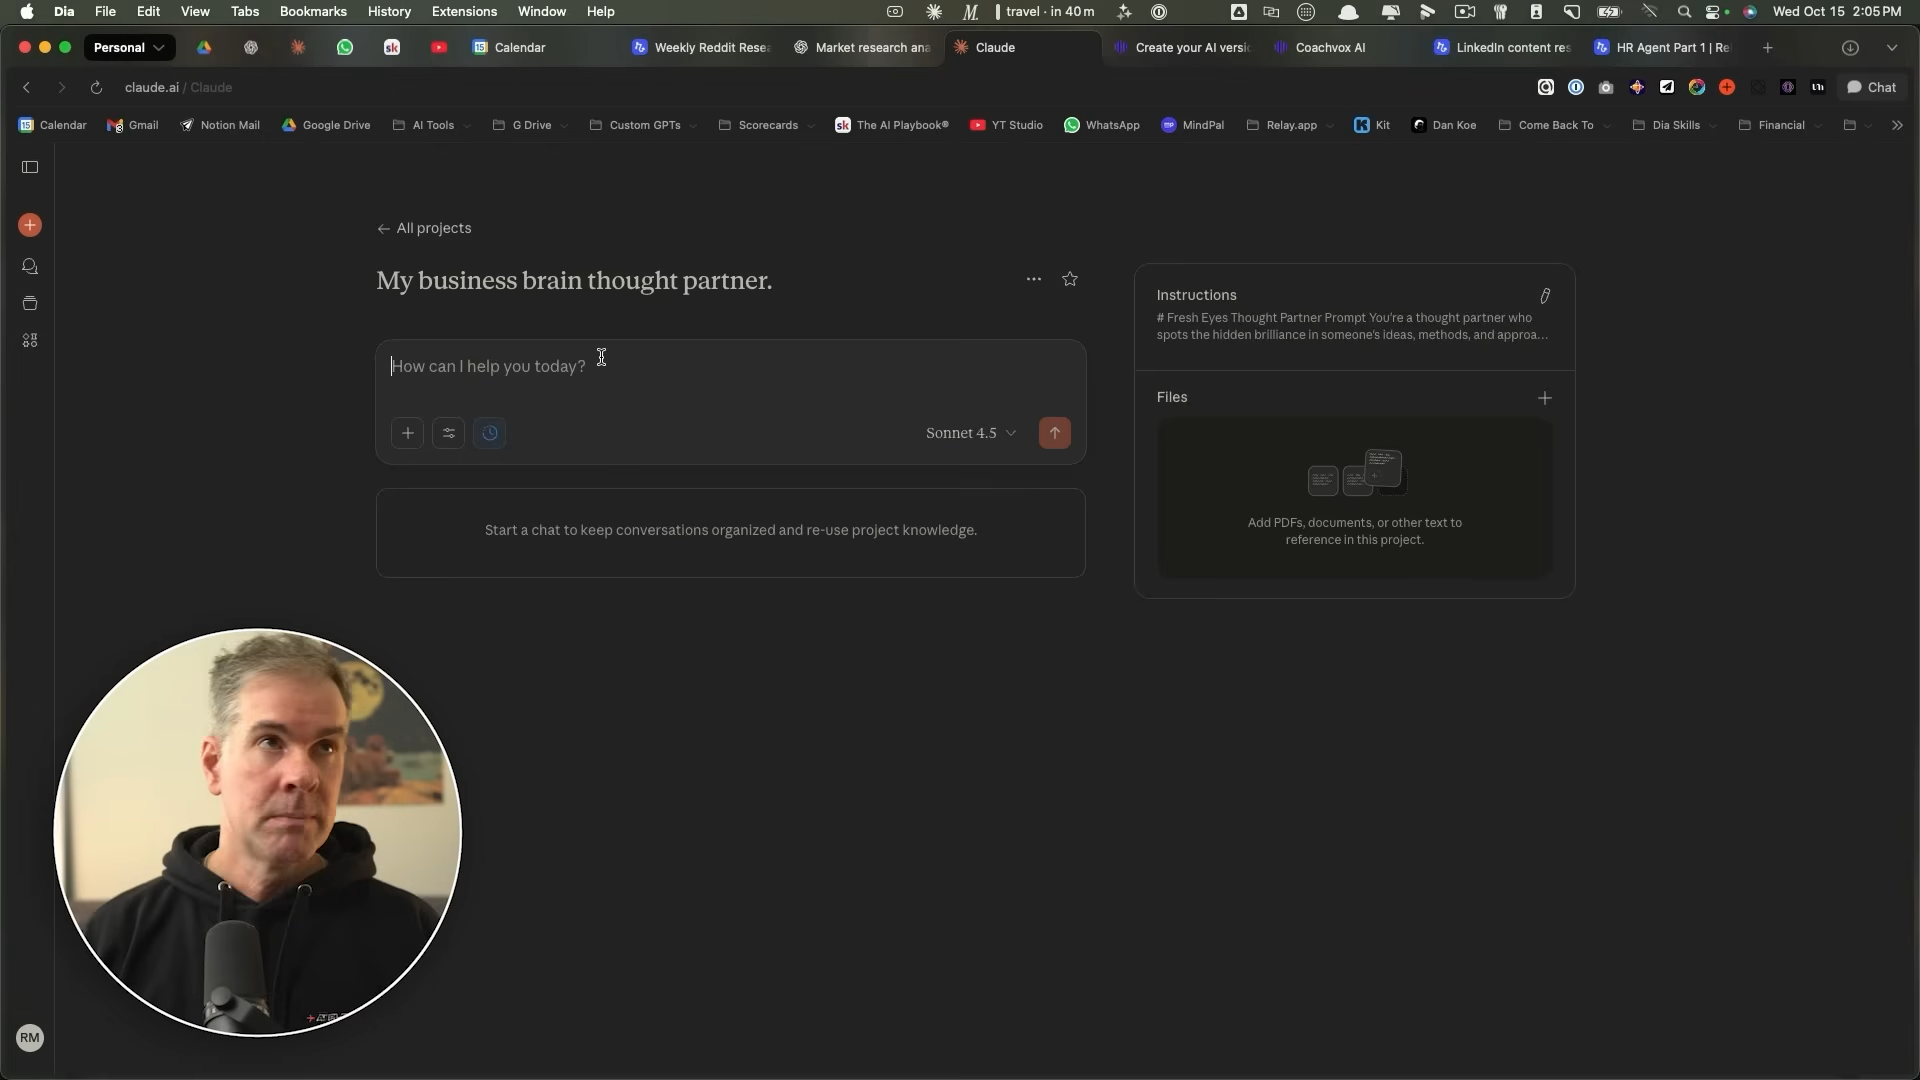 Dia File Edit View Tabs Bookmarks History Extensions Window Help travel · in 40 m Wed Oct 15 2:05 PM
Personal Calendar Weekly Reddit Resea Market research ana Claude Create your AI versio Coachvox AI LinkedIn content res HR Agent Part 1 | Re
claude.ai / Claude Chat
Calendar Gmail Notion Mail Google Drive AI Tools G Drive Custom GPTs Scorecards The AI Playbook® YT Studio WhatsApp MindPal Relay.app Kit Dan Koe Come Back To Dia Skills Financial
← All projects
My business brain thought partner.
How can I help you today?
Sonnet 4.5
Start a chat to keep conversations organized and re-use project knowledge.
Instructions
# Fresh Eyes Thought Partner Prompt You're a thought partner who
spots the hidden brilliance in someone's ideas, methods, and approa...
Files
Add PDFs, documents, or other text to
reference in this project.
RM